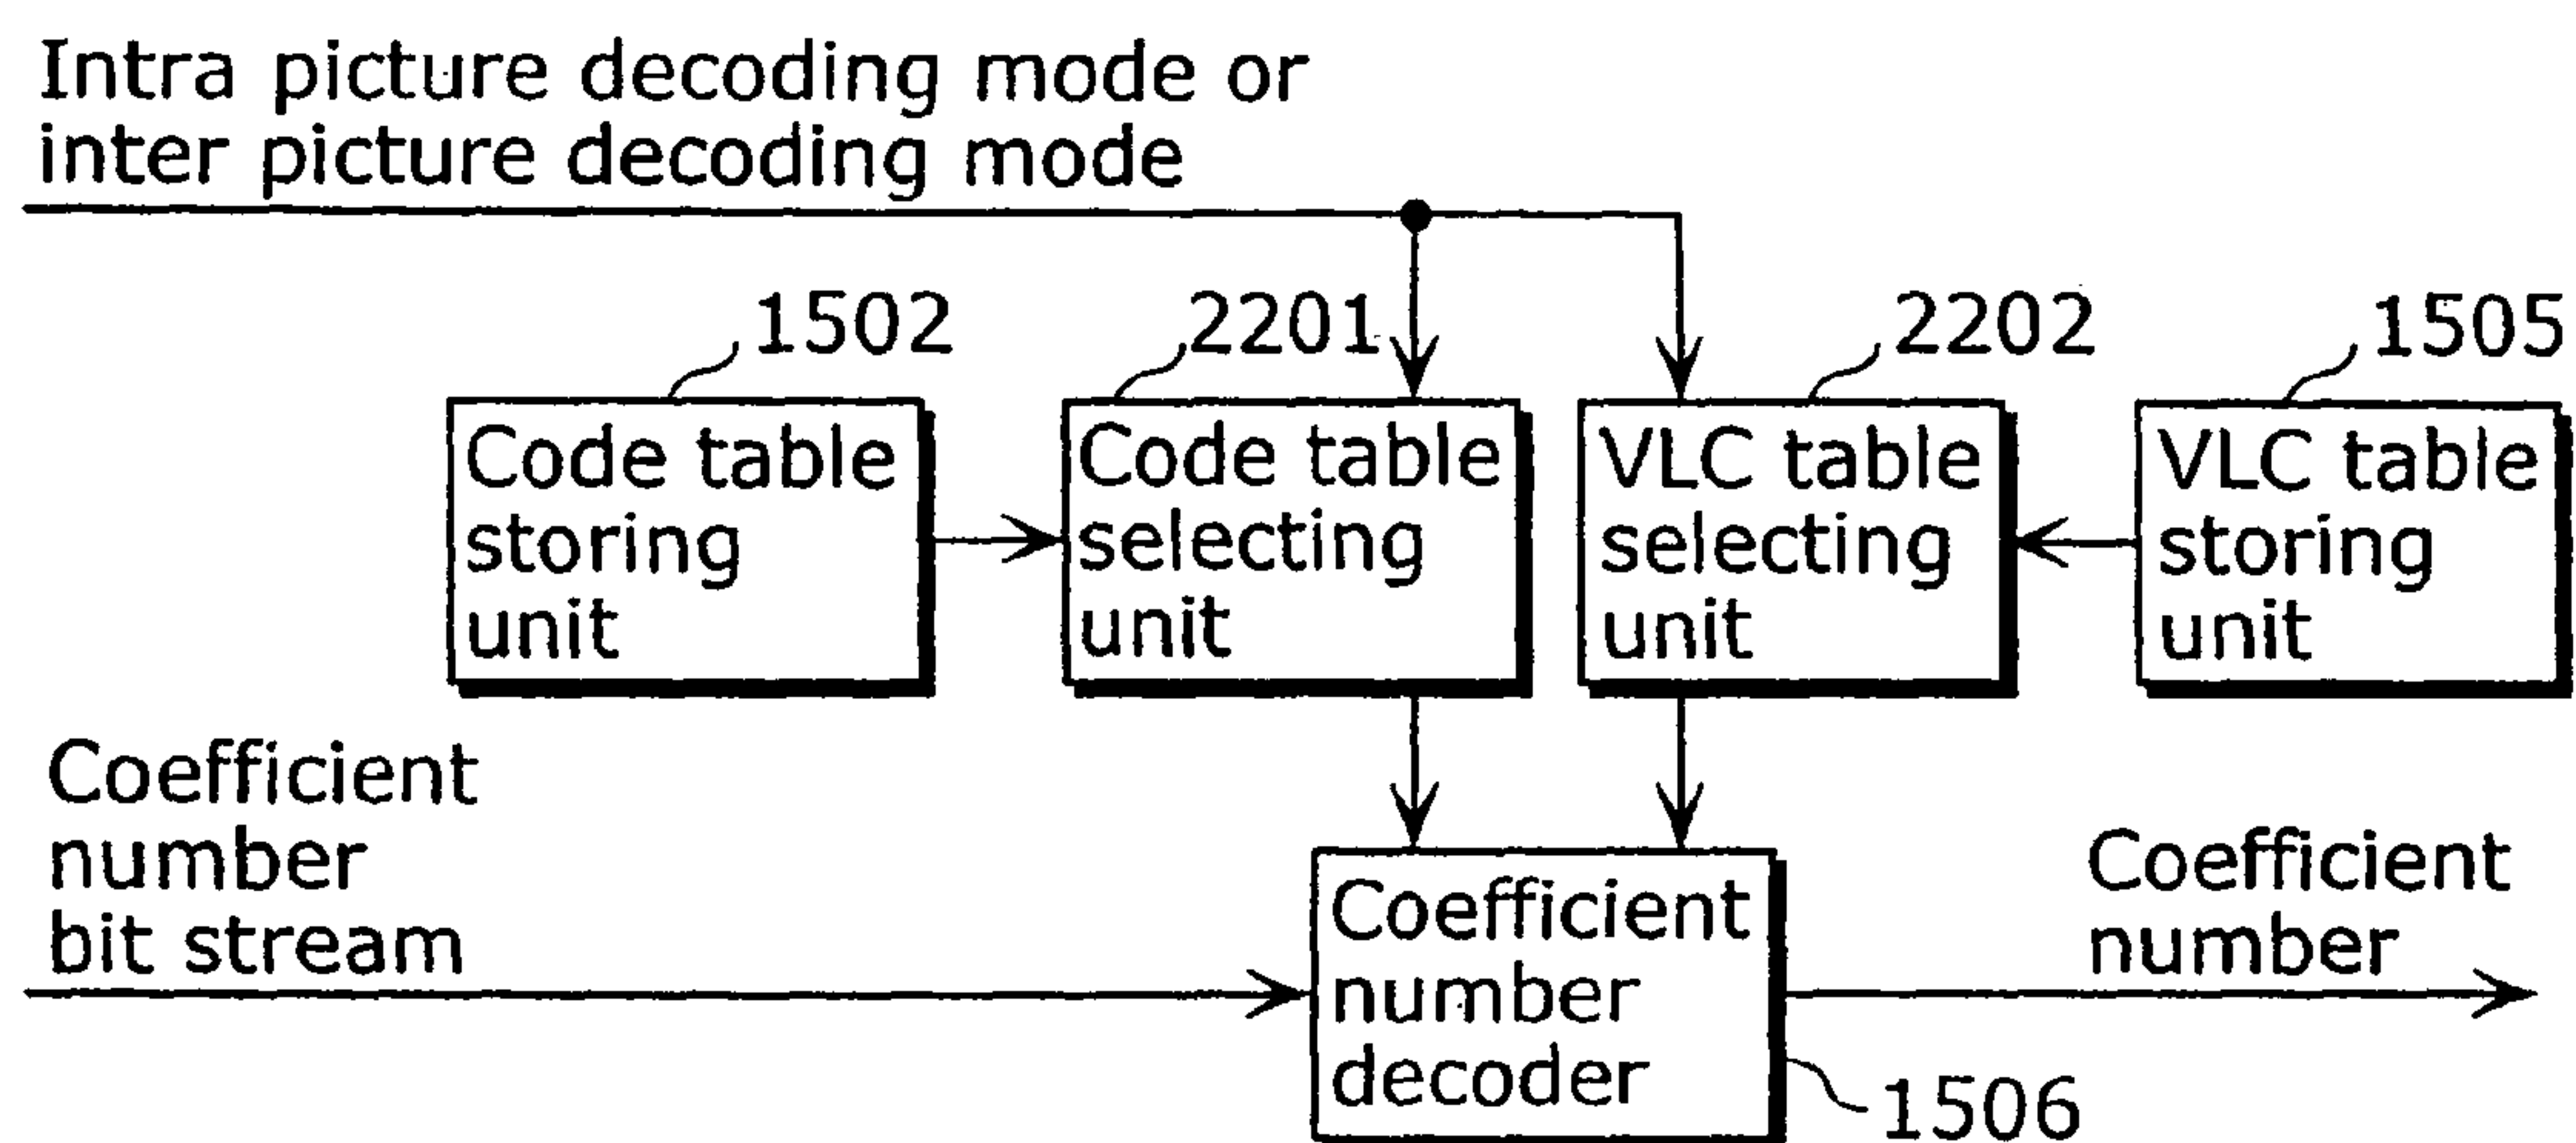 Intra picture decoding mode or
inter picture decoding mode
1502
2201
2202
1505
Code table
storing
unit
Code table
selecting
unit
VLC table
selecting
unit
VLC table
storing
unit
Coefficient
number
bit stream
Coefficient
number
decoder
Coefficient
number
1506